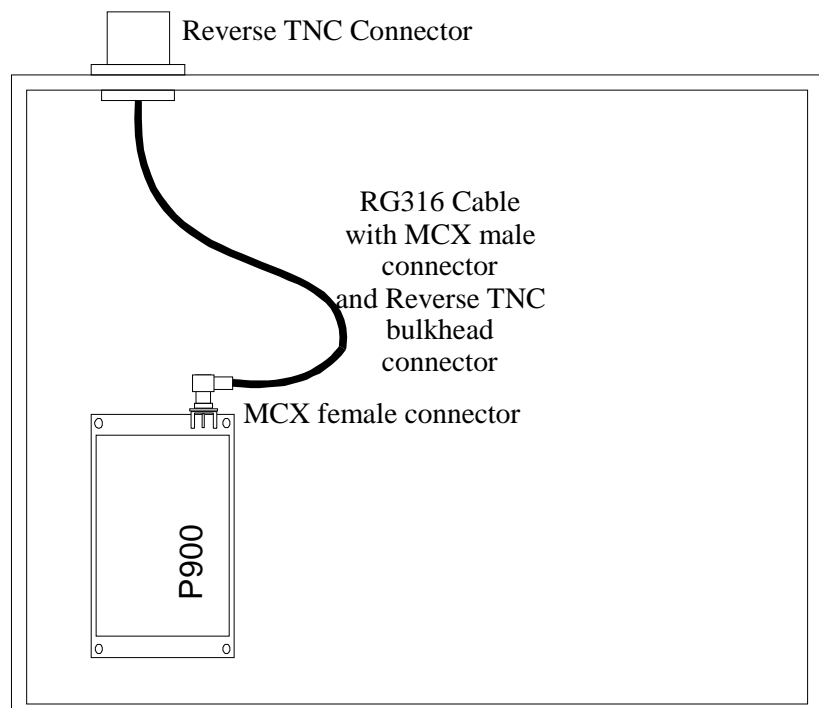 Reverse TNC Connector
RG316 Cable
with MCX male
connector
and Reverse TNC
bulkhead
connector
MCX female connector
P900